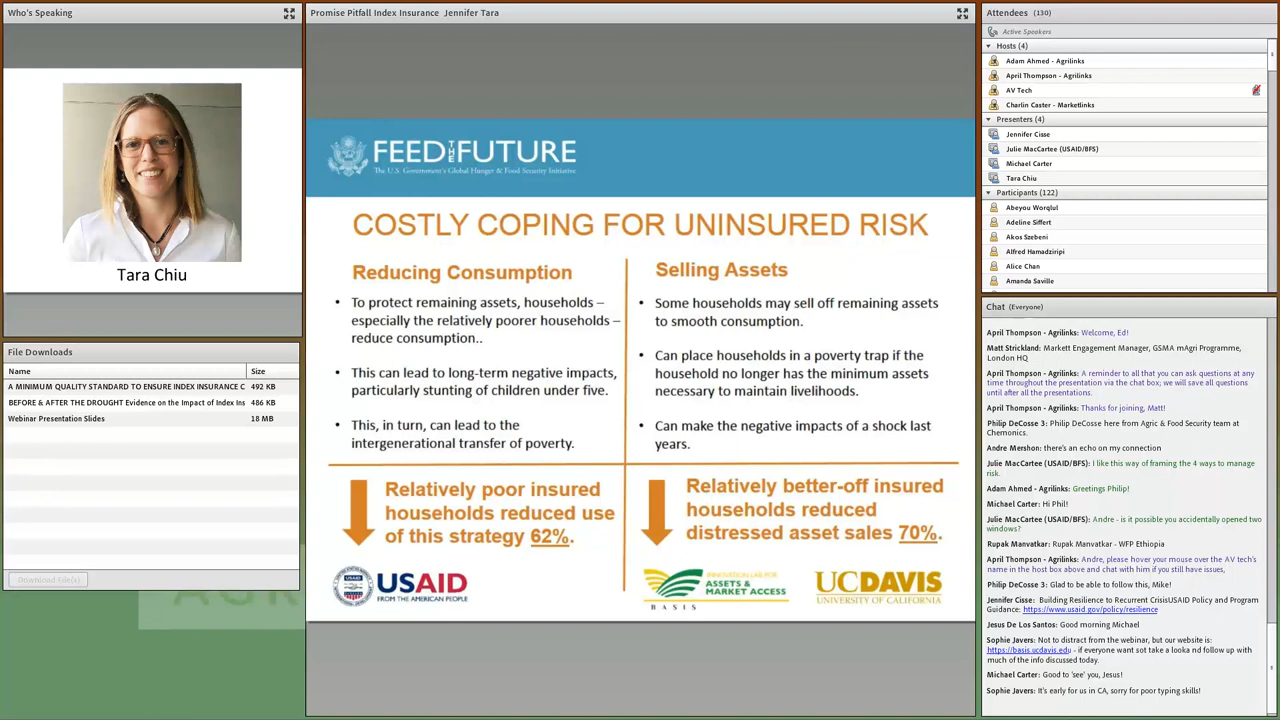 Who's Speaking
Tara Chiu
File Downloads
Name Size
A MINIMUM QUALITY STANDARD TO ENSURE INDEX INSURANCE C 492 KB
BEFORE & AFTER THE DROUGHT Evidence on the Impact of Index Ins 486 KB
Webinar Presentation Slides 18 MB
Download File(s)
Promise Pitfall Index Insurance Jennifer Tara
FEED THE FUTURE
The U.S. Government's Global Hunger & Food Security Initiative
COSTLY COPING FOR UNINSURED RISK
Reducing Consumption
• To protect remaining assets, households –
especially the relatively poorer households –
reduce consumption..
• This can lead to long-term negative impacts,
particularly stunting of children under five.
• This, in turn, can lead to the
intergenerational transfer of poverty.
Selling Assets
• Some households may sell off remaining assets
to smooth consumption.
• Can place households in a poverty trap if the
household no longer has the minimum assets
necessary to maintain livelihoods.
• Can make the negative impacts of a shock last
years.
Relatively poor insured
households reduced use
of this strategy 62%.
Relatively better-off insured
households reduced
distressed asset sales 70%.
USAID
FROM THE AMERICAN PEOPLE
BASIS
INNOVATION LAB FOR
ASSETS &
MARKET ACCESS
UCDAVIS
UNIVERSITY OF CALIFORNIA
Attendees (130)
Active Speakers
Hosts (4)
Adam Ahmed - Agrilinks
April Thompson - Agrilinks
AV Tech
Charlin Caster - Marketlinks
Presenters (4)
Jennifer Cisse
Julie MacCartee (USAID/BFS)
Michael Carter
Tara Chiu
Participants (122)
Abeyou Worqlul
Adeline Siffert
Akos Szebeni
Alfred Hamadziripi
Alice Chan
Amanda Saville
Chat (Everyone)
April Thompson - Agrilinks: Welcome, Ed!
Matt Strickland: Markett Engagement Manager, GSMA mAgri Programme,
London HQ
April Thompson - Agrilinks: A reminder to all that you can ask questions at any
time throughout the presentation via the chat box; we will save all questions
until after all the presentations.
April Thompson - Agrilinks: Thanks for joining, Matt!
Philip DeCosse 3: Philip DeCosse here from Agric & Food Security team at
Chemonics.
Andre Mershon: there's an echo on my connection
Julie MacCartee (USAID/BFS): I like this way of framing the 4 ways to manage
risk.
Adam Ahmed - Agrilinks: Greetings Philip!
Michael Carter: Hi Phil!
Julie MacCartee (USAID/BFS): Andre - is it possible you accidentally opened two
windows?
Rupak Manvatkar: Rupak Manvatkar - WFP Ethiopia
April Thompson - Agrilinks: Andre, please hover your mouse over the AV tech's
name in the host box above and chat with him if you still have issues,
Philip DeCosse 3: Glad to be able to follow this, Mike!
Jennifer Cisse: Building Resilience to Recurrent CrisisUSAID Policy and Program
Guidance: https://www.usaid.gov/policy/resilience
Jesus De Los Santos: Good morning Michael
Sophie Javers: Not to distract from the webinar, but our website is:
https://basis.ucdavis.edu - if everyone want sot take a looka nd follow up with
much of the info discussed today.
Michael Carter: Good to 'see' you, Jesus!
Sophie Javers: It's early for us in CA, sorry for poor typing skills!